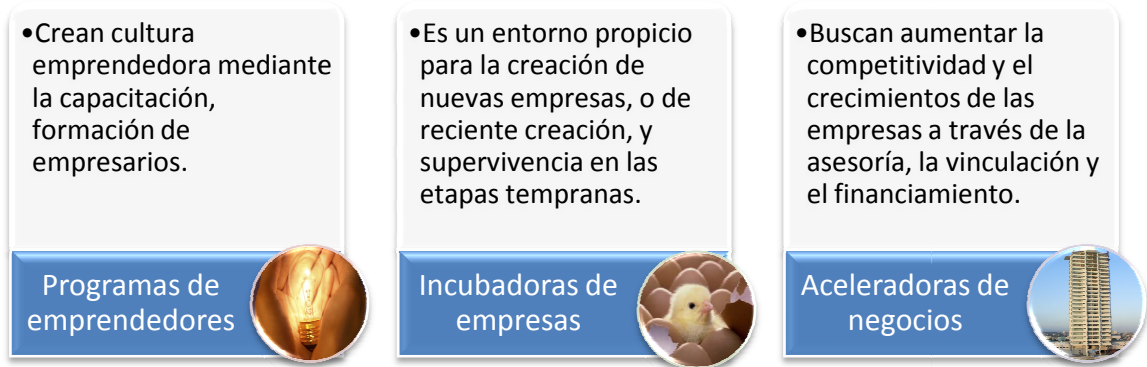 •Crean cultura
emprendedora mediante
la capacitación,
formación de
empresarios.
Programas de
emprendedores
•Es un entorno propicio
para la creación de
nuevas empresas, o de
reciente creación, y
supervivencia en las
etapas tempranas.
Incubadoras de
empresas
•Buscan aumentar la
competitividad y el
crecimientos de las
empresas a través de la
asesoría, la vinculación y
el financiamiento.
Aceleradoras de
negocios